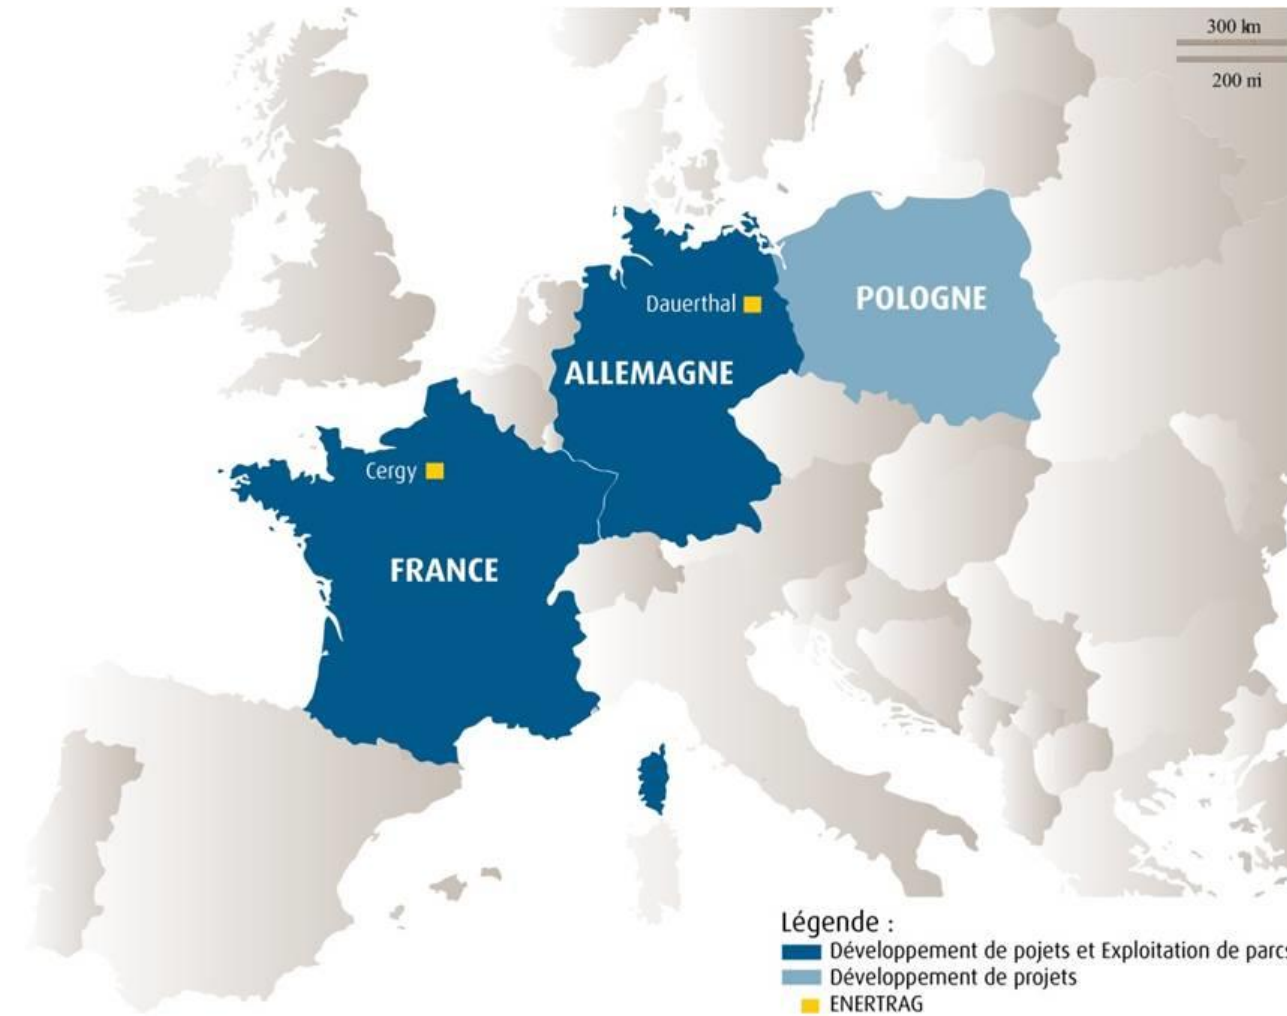 300 km
200 mi
Dauerthal
POLOGNE
ALLEMAGNE
Cergy
FRANCE
Légende :
Développement de pojets et Exploitation de parcs
Développement de projets
ENERTRAG